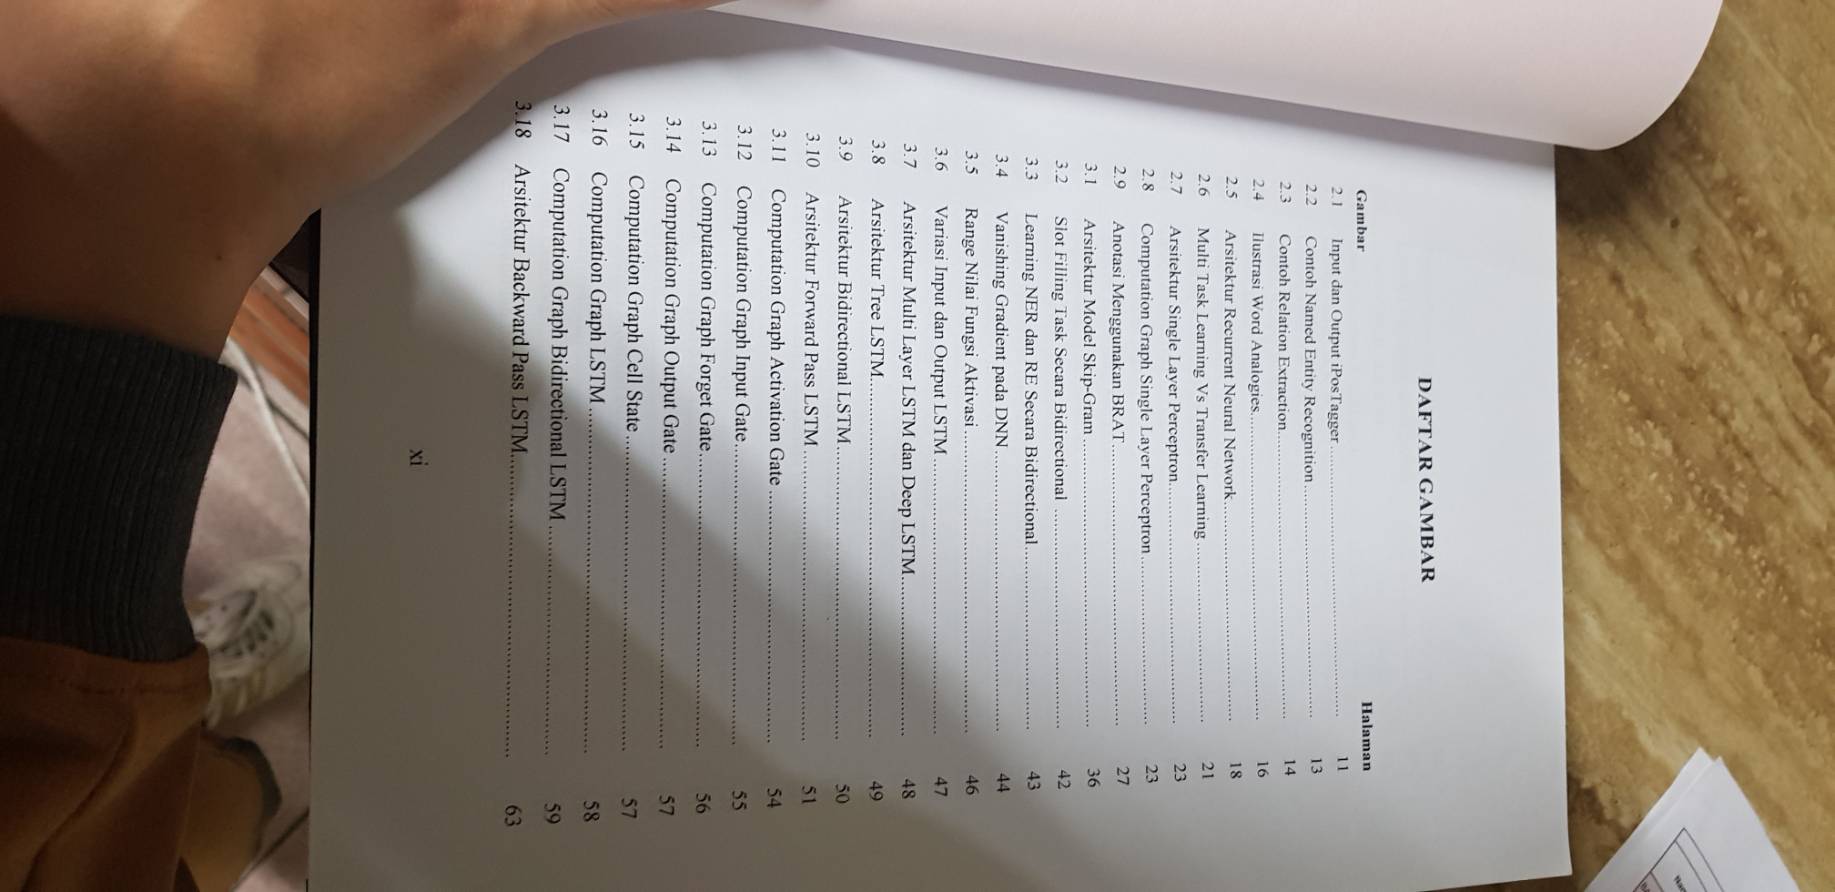 DAFTAR GAMBAR
Gambar Halaman
2.1 Input dan Output iPosTagger 11
2.2 Contoh Named Entity Recognition 13
2.3 Contoh Relation Extraction 14
2.4 Ilustrasi Word Analogies 16
2.5 Arsitektur Recurrent Neural Network 18
2.6 Multi Task Learning Vs Transfer Learning 21
2.7 Arsitektur Single Layer Perceptron 23
2.8 Computation Graph Single Layer Perceptron 23
2.9 Anotasi Menggunakan BRAT 27
3.1 Arsitektur Model Skip-Gram 36
3.2 Slot Filling Task Secara Bidirectional 42
3.3 Learning NER dan RE Secara Bidirectional 43
3.4 Vanishing Gradient pada DNN 44
3.5 Range Nilai Fungsi Aktivasi 46
3.6 Variasi Input dan Output LSTM 47
3.7 Arsitektur Multi Layer LSTM dan Deep LSTM 48
3.8 Arsitektur Tree LSTM 49
3.9 Arsitektur Bidirectional LSTM 50
3.10 Arsitektur Forward Pass LSTM 51
3.11 Computation Graph Activation Gate 54
3.12 Computation Graph Input Gate 55
3.13 Computation Graph Forget Gate 56
3.14 Computation Graph Output Gate 57
3.15 Computation Graph Cell State 57
3.16 Computation Graph LSTM 58
3.17 Computation Graph Bidirectional LSTM 59
3.18 Arsitektur Backward Pass LSTM 63
xi